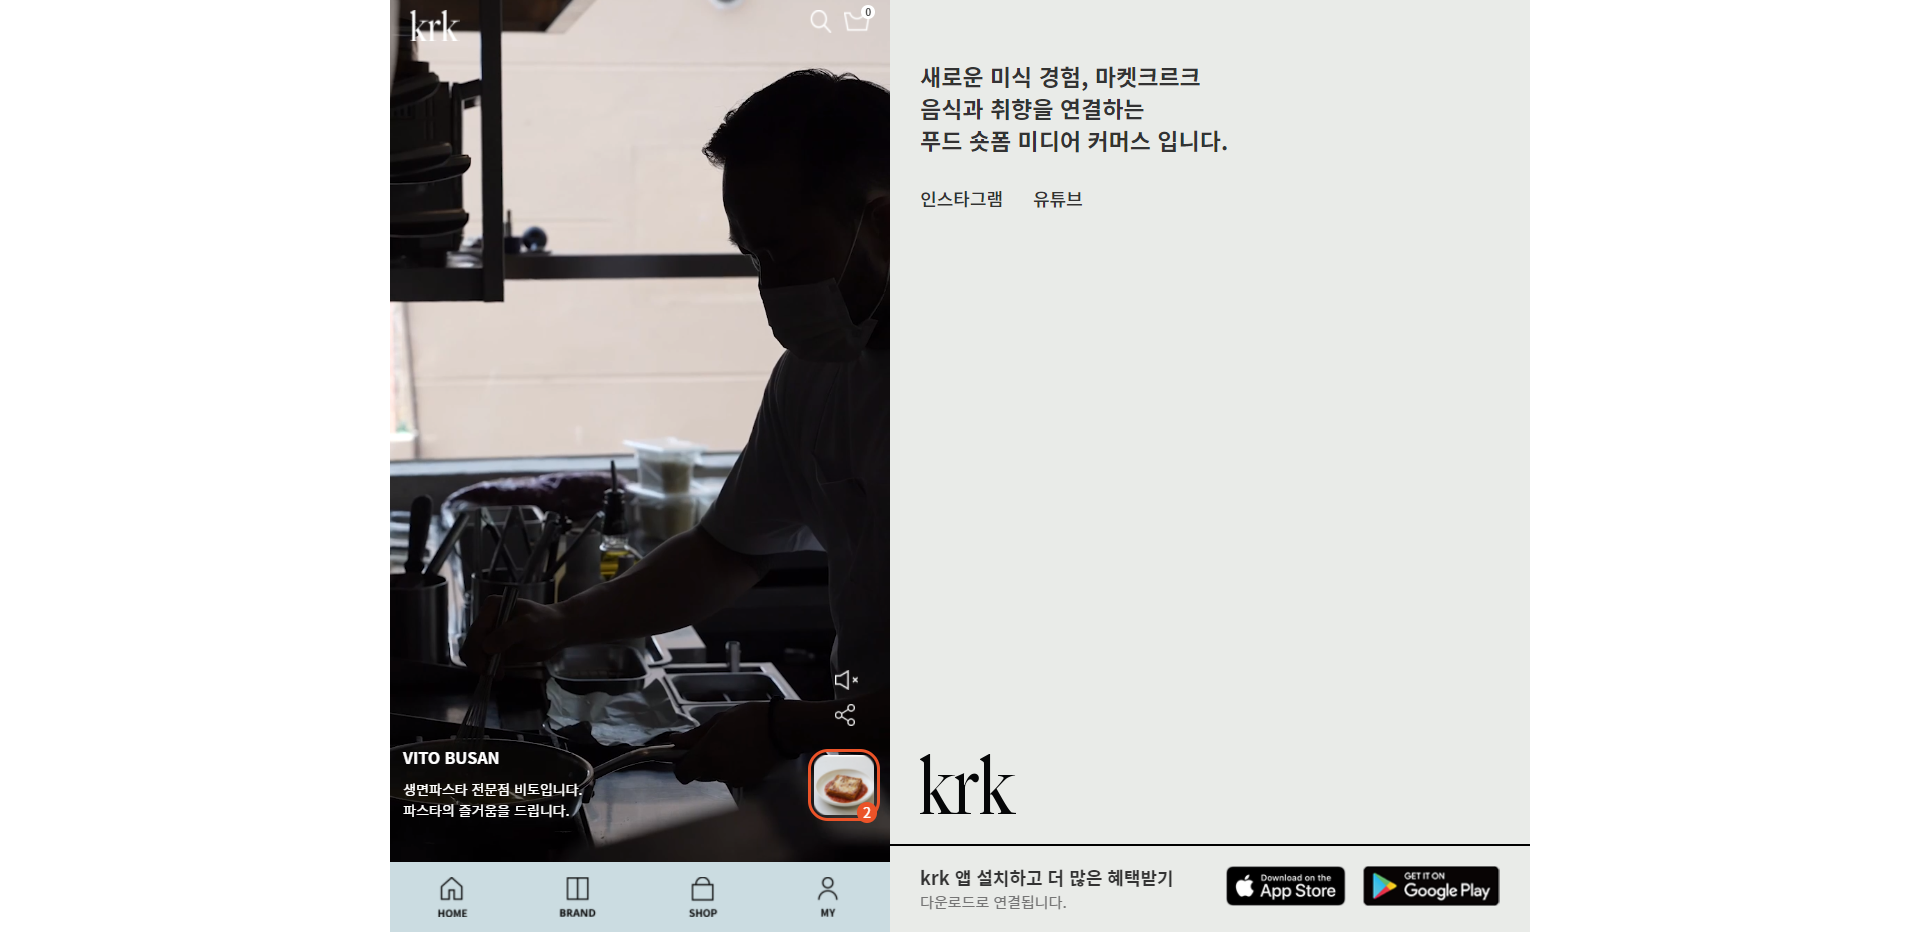 krk
0
VITO BUSAN
생면파스타 전문점 비토입니다.
파스타의 즐거움을 드립니다.
2
HOME
BRAND
SHOP
MY
새로운 미식 경험, 마켓크르크
음식과 취향을 연결하는
푸드 숏폼 미디어 커머스 입니다.
인스타그램
유튜브
krk
krk 앱 설치하고 더 많은 혜택받기
다운로드로 연결됩니다.
Download on the
App Store
GET IT ON
Google Play